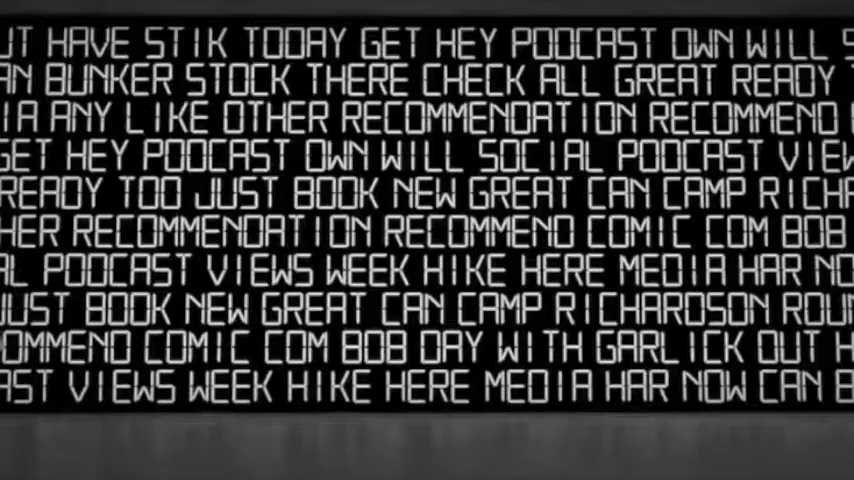 UT HAVE STIK TODAY GET HEY PODCAST OWN WILL S
AN BUNKER STOCK THERE CHECK ALL GREAT READY
IA ANY LIKE OTHER RECOMMENDATION RECOMMEND
GET HEY PODCAST OWN WILL SOCIAL PODCAST VIEW
READY TOO JUST BOOK NEW GREAT CAN CAMP RICHA
HER RECOMMENDATION RECOMMEND COMIC COM BOB
AL PODCAST VIEWS WEEK HIKE HERE MEDIA HAR NO
JUST BOOK NEW GREAT CAN CAMP RICHARDSON ROUN
OMMEND COMIC COM BOB DAY WITH GARLICK OUT H
AST VIEWS WEEK HIKE HERE MEDIA HAR NOW CAN B